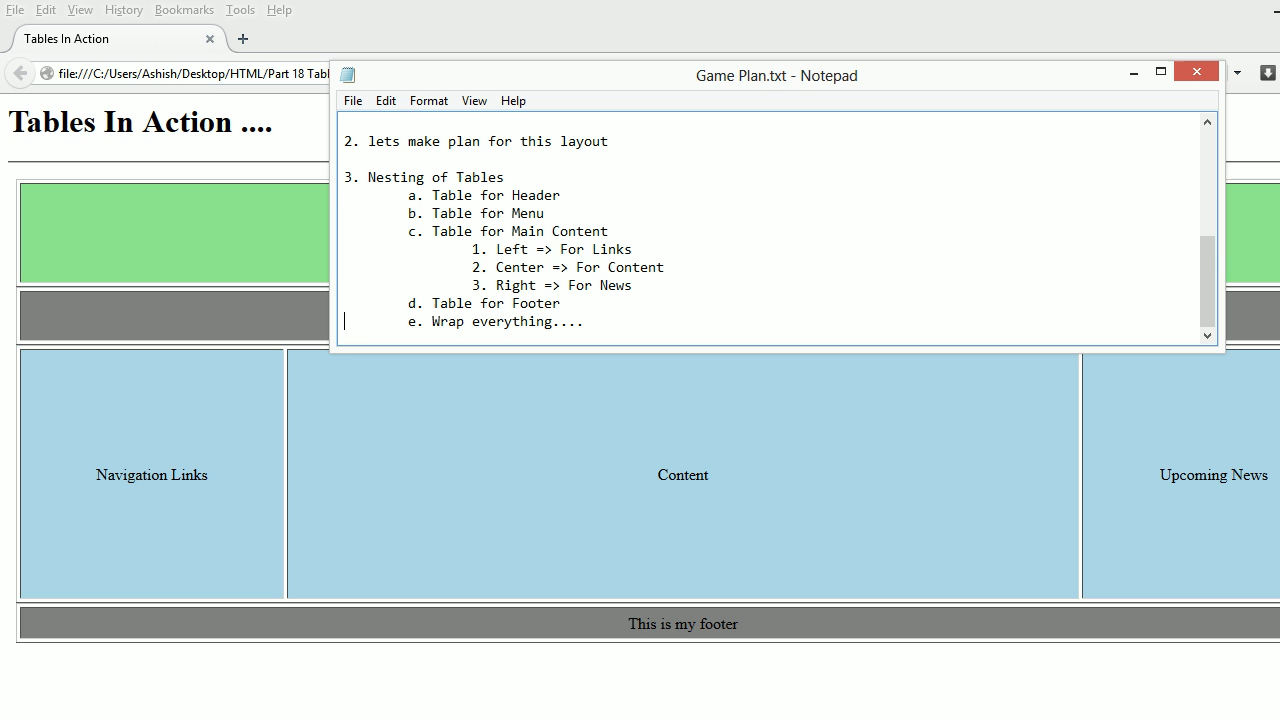 File Edit View History Bookmarks Tools Help
Tables In Action
file:///C:/Users/Ashish/Desktop/HTML/Part 18 Tabl
Game Plan.txt - Notepad
File Edit Format View Help
Tables In Action ....
2. lets make plan for this layout
3. Nesting of Tables
a. Table for Header
b. Table for Menu
c. Table for Main Content
1. Left => For Links
2. Center => For Content
3. Right => For News
d. Table for Footer
e. Wrap everything....
Navigation Links
Content
Upcoming News
This is my footer